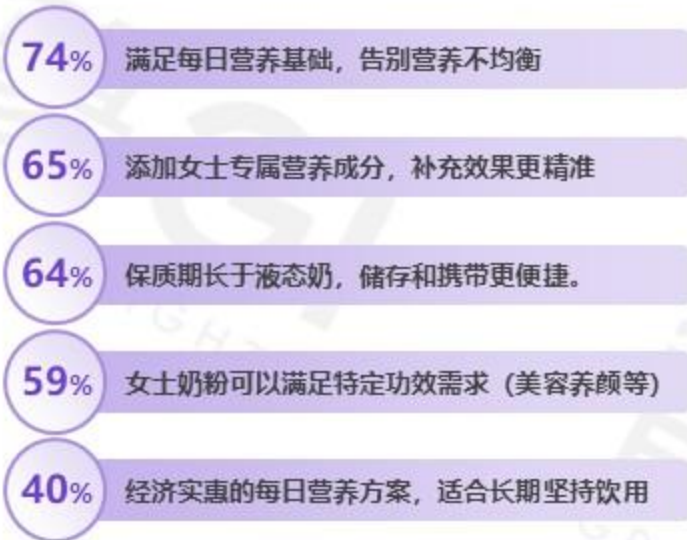 74% 满足每日营养基础，告别营养不均衡
65% 添加女士专属营养成分，补充效果更精准
64% 保质期长于液态奶，储存和携带更便捷。
59% 女士奶粉可以满足特定功效需求（美容养颜等）
40% 经济实惠的每日营养方案，适合长期坚持饮用